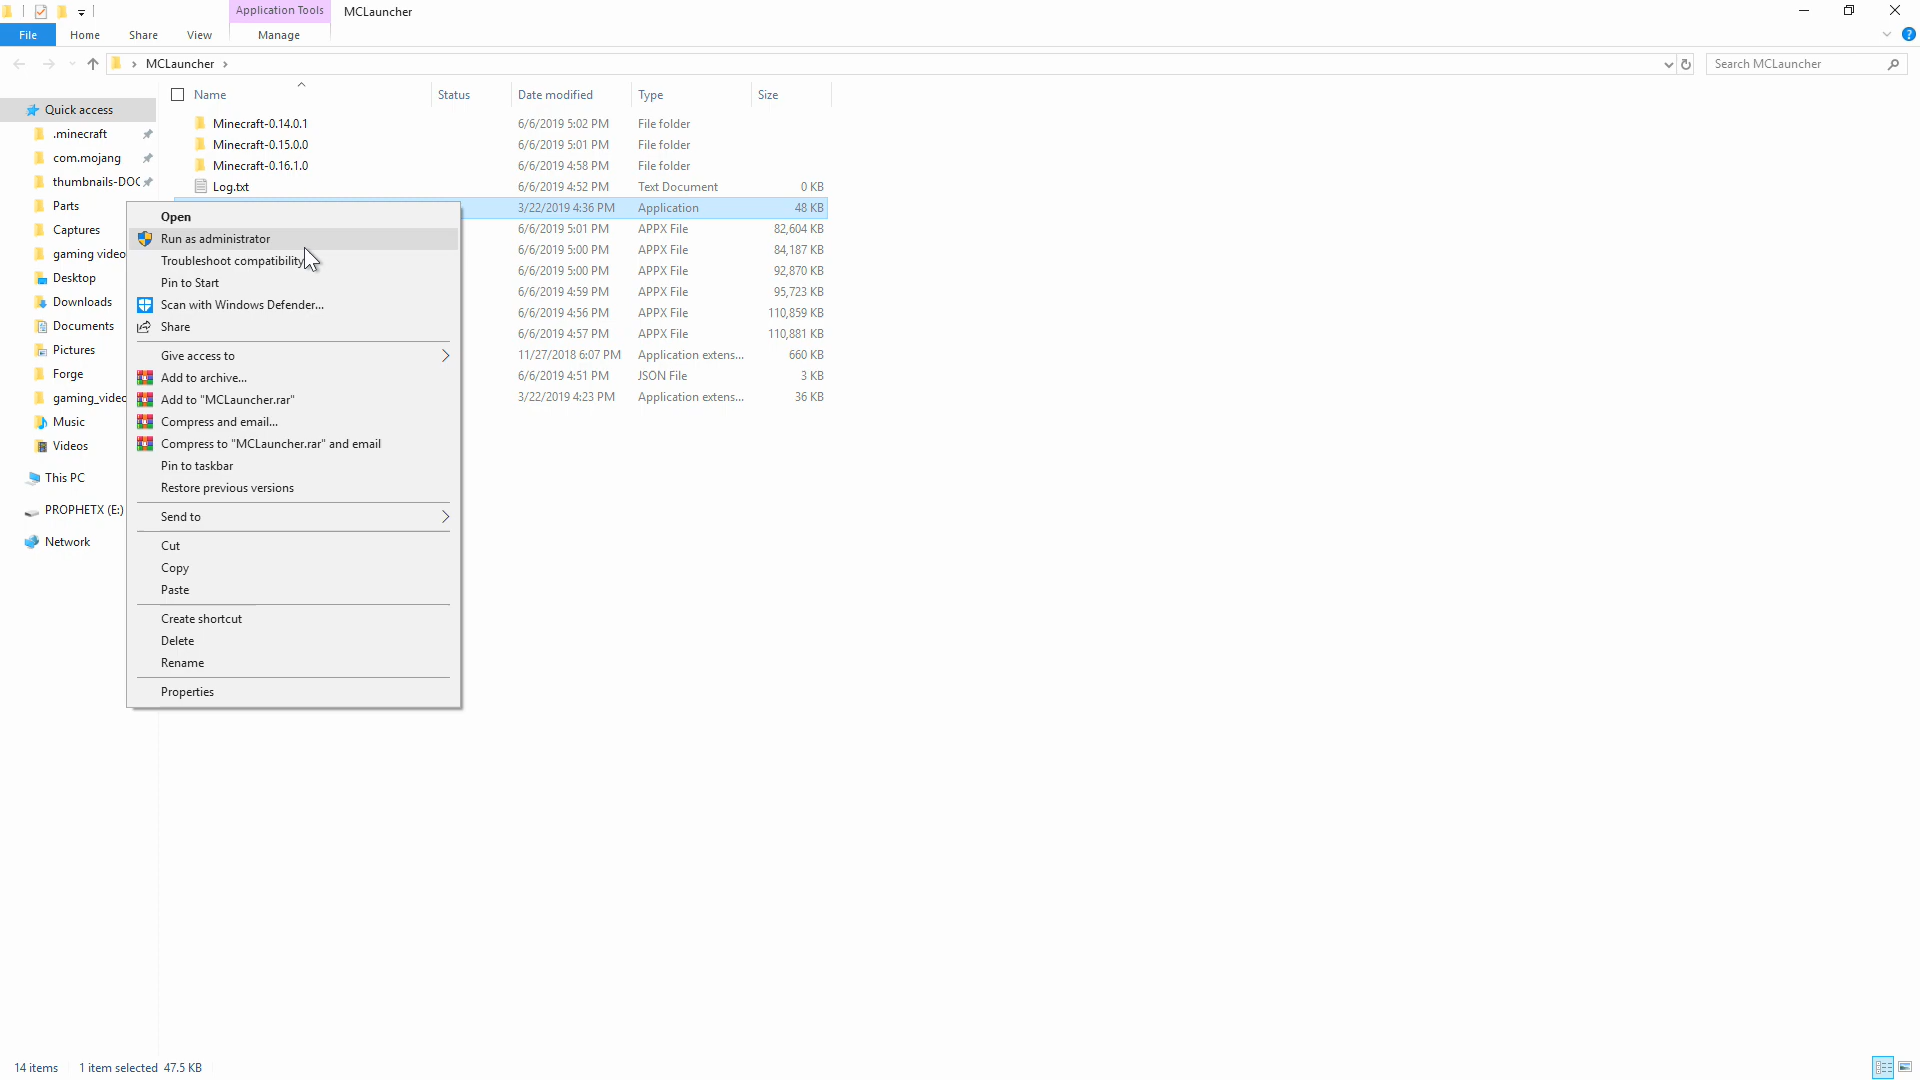 Application Tools MCLauncher
File Home Share View Manage
MCLauncher Search MCLauncher
Name Status Date modified Type Size
Quick access
.minecraft
com.mojang
thumbnails-DOC
Parts
Captures
gaming video
Desktop
Downloads
Documents
Pictures
Forge
gaming_videc
Music
Videos
This PC
PROPHETX (E:)
Network
Minecraft-0.14.0.1 6/6/2019 5:02 PM File folder
Minecraft-0.15.0.0 6/6/2019 5:01 PM File folder
Minecraft-0.16.1.0 6/6/2019 4:58 PM File folder
Log.txt 6/6/2019 4:52 PM Text Document 0 KB
3/22/2019 4:36 PM Application 48 KB
6/6/2019 5:01 PM APPX File 82,604 KB
6/6/2019 5:00 PM APPX File 84,187 KB
6/6/2019 5:00 PM APPX File 92,870 KB
6/6/2019 4:59 PM APPX File 95,723 KB
6/6/2019 4:56 PM APPX File 110,859 KB
6/6/2019 4:57 PM APPX File 110,881 KB
11/27/2018 6:07 PM Application extens... 660 KB
6/6/2019 4:51 PM JSON File 3 KB
3/22/2019 4:23 PM Application extens... 36 KB
Open
Run as administrator
Troubleshoot compatibility
Pin to Start
Scan with Windows Defender...
Share
Give access to
Add to archive...
Add to "MCLauncher.rar"
Compress and email...
Compress to "MCLauncher.rar" and email
Pin to taskbar
Restore previous versions
Send to
Cut
Copy
Paste
Create shortcut
Delete
Rename
Properties
14 items 1 item selected 47.5 KB